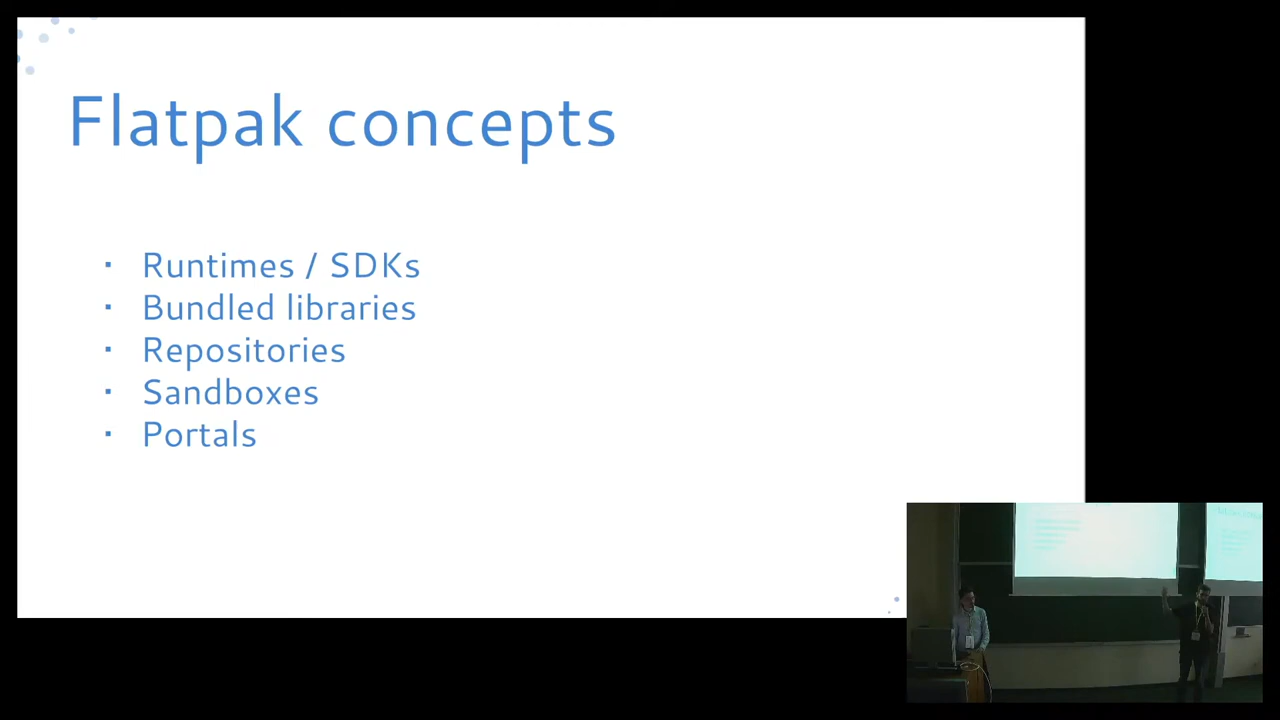 Flatpak concepts
▪ Runtimes / SDKs
▪ Bundled libraries
▪ Repositories
▪ Sandboxes
▪ Portals